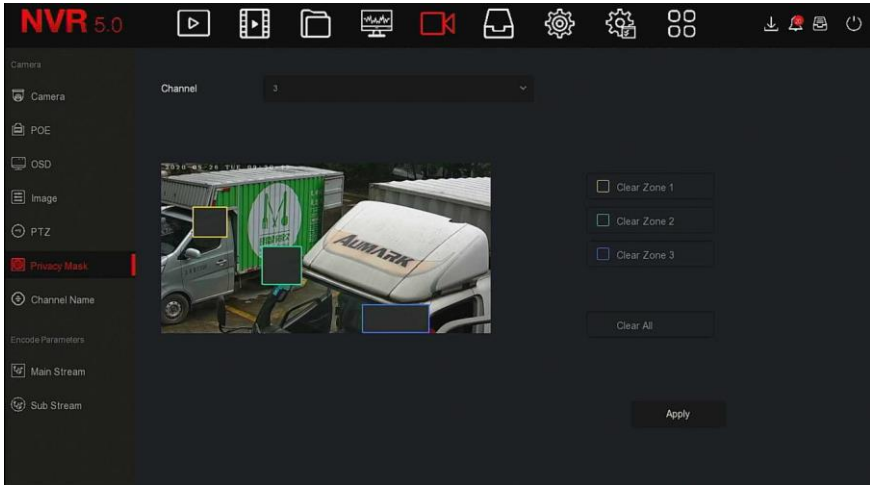 NVR 5.0
Camera
Camera
POE
OSD
Image
PTZ
Privacy Mask
Channel Name
Encode Parameters
Main Stream
Sub Stream
Channel
3
AUMARK
Clear Zone 1
Clear Zone 2
Clear Zone 3
Clear All
Apply